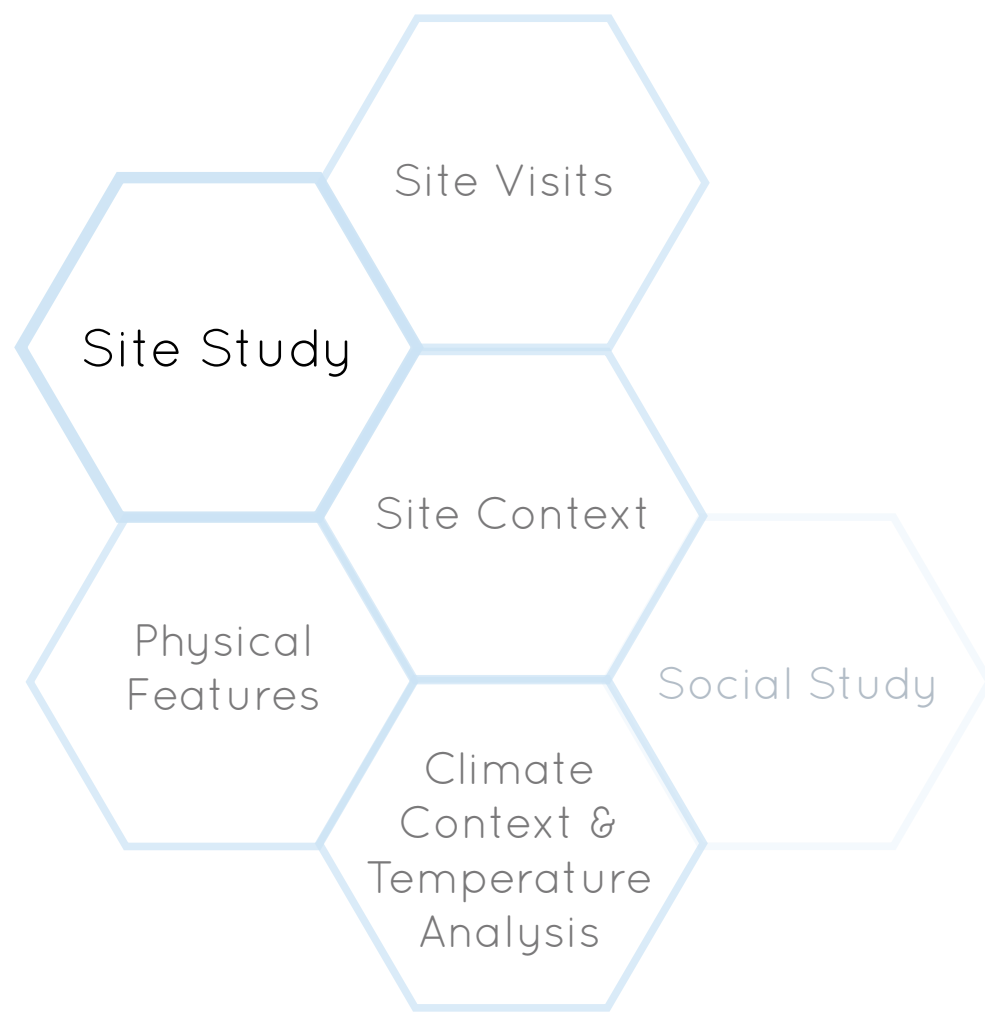 Site Visits
Site Study
Site Context
Physical
Features
Social Study
Climate
Context &
Temperature
Analysis